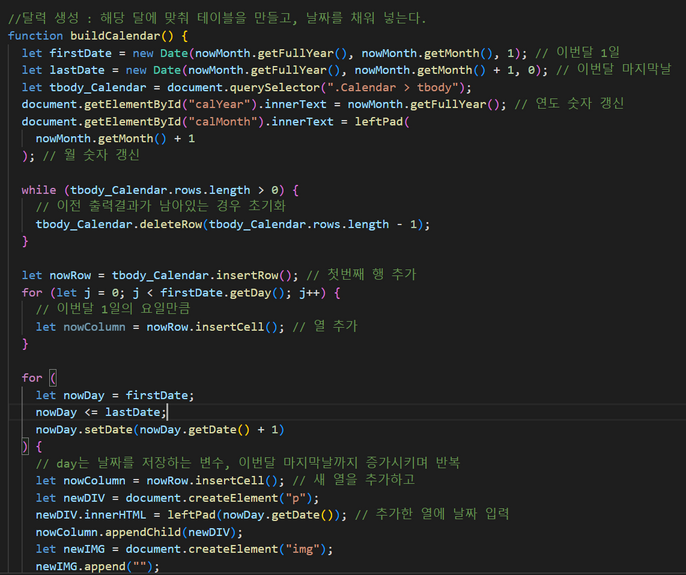 //달력 생성 : 해당 달에 맞춰 테이블을 만들고, 날짜를 채워 넣는다.
function buildCalendar() {
  let firstDate = new Date(nowMonth.getFullYear(), nowMonth.getMonth(), 1); // 이번달 1일
  let lastDate = new Date(nowMonth.getFullYear(), nowMonth.getMonth() + 1, 0); // 이번달 마지막날
  let tbody_Calendar = document.querySelector(".Calendar > tbody");
  document.getElementById("calYear").innerText = nowMonth.getFullYear(); // 연도 숫자 갱신
  document.getElementById("calMonth").innerText = leftPad(
    nowMonth.getMonth() + 1
  ); // 월 숫자 갱신

  while (tbody_Calendar.rows.length > 0) {
    // 이전 출력결과가 남아있는 경우 초기화
    tbody_Calendar.deleteRow(tbody_Calendar.rows.length - 1);
  }

  let nowRow = tbody_Calendar.insertRow(); // 첫번째 행 추가
  for (let j = 0; j < firstDate.getDay(); j++) {
    // 이번달 1일의 요일만큼
    let nowColumn = nowRow.insertCell(); // 열 추가
  }

  for (
    let nowDay = firstDate;
    nowDay <= lastDate;
    nowDay.setDate(nowDay.getDate() + 1)
  ) {
    // day는 날짜를 저장하는 변수, 이번달 마지막날까지 증가시키며 반복
    let nowColumn = nowRow.insertCell(); // 새 열을 추가하고
    let newDIV = document.createElement("p");
    newDIV.innerHTML = leftPad(nowDay.getDate()); // 추가한 열에 날짜 입력
    nowColumn.appendChild(newDIV);
    let newIMG = document.createElement("img");
    newIMG.append("");